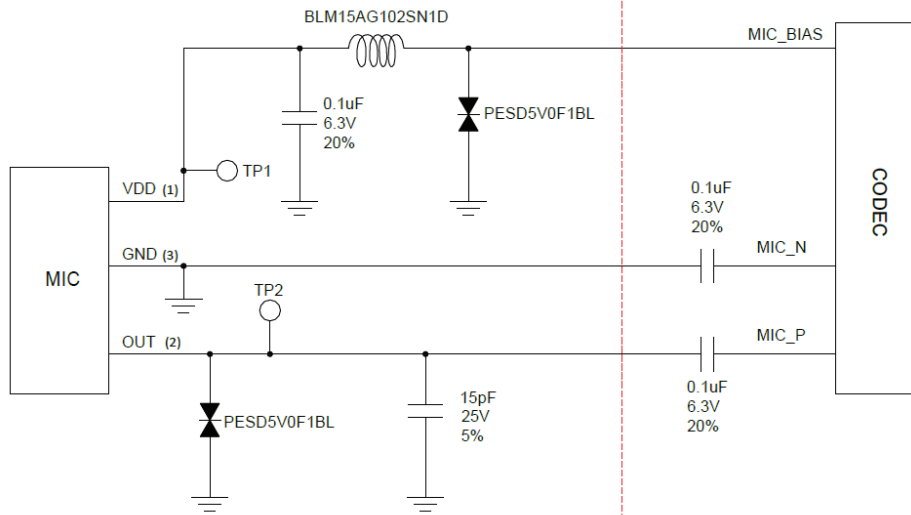 BLM15AG102SN1D
MIC_BIAS
0.1uF
6.3V
20%
PESD5V0F1BL
TP1
VDD (1)
CODEC
0.1uF
6.3V
20%
GND (3)
MIC_N
MIC
TP2
OUT (2)
MIC_P
PESD5V0F1BL
15pF
25V
5%
0.1uF
6.3V
20%